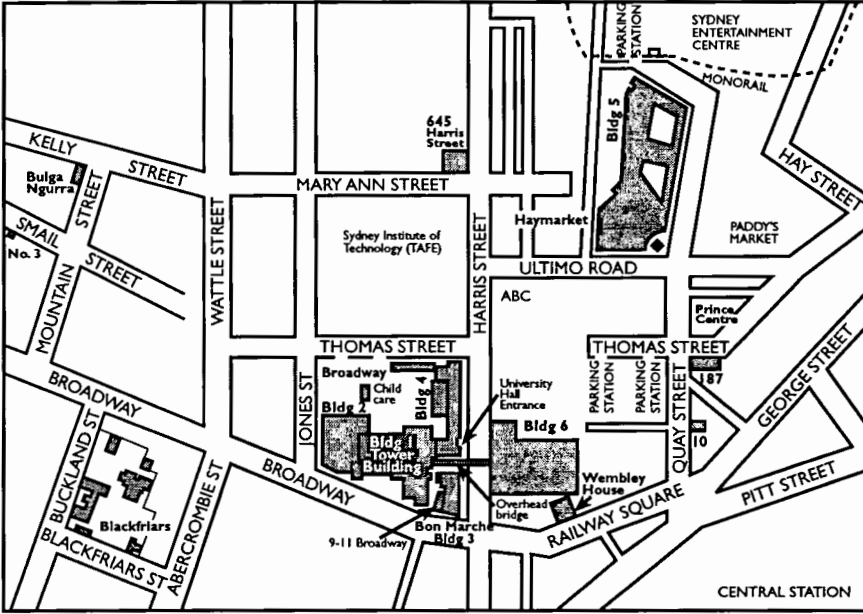 PARKING
STATION
SYDNEY
ENTERTAINMENT
CENTRE
MONORAIL
645
Harris
Street
Bldg 5
KELLY
STREET
Bulga
Ngurra
STREET
MARY ANN STREET
HAY STREET
SMAIL
STREET
No. 3
MOUNTAIN
WATTLE STREET
Sydney Institute of
Technology (TAFE)
HARRIS STREET
Haymarket
PADDY'S
MARKET
ULTIMO ROAD
ABC
Prince
Centre
THOMAS STREET
THOMAS STREET
PARKING
STATION
PARKING
STATION
187
QUAY STREET
GEORGE STREET
10
BROADWAY
JONES ST
Broadway
Child
care
Bldg 4
Bldg 2
Bldg 1
Tower
Building
University
Hall
Entrance
Bldg 6
BUCKLAND ST
Blackfriars
BLACKFRIARS ST
ABERCROMBIE ST
BROADWAY
Overhead
bridge
Wembley
House
Bon Marche
Bldg 3
9-11 Broadway
RAILWAY SQUARE
PITT STREET
CENTRAL STATION